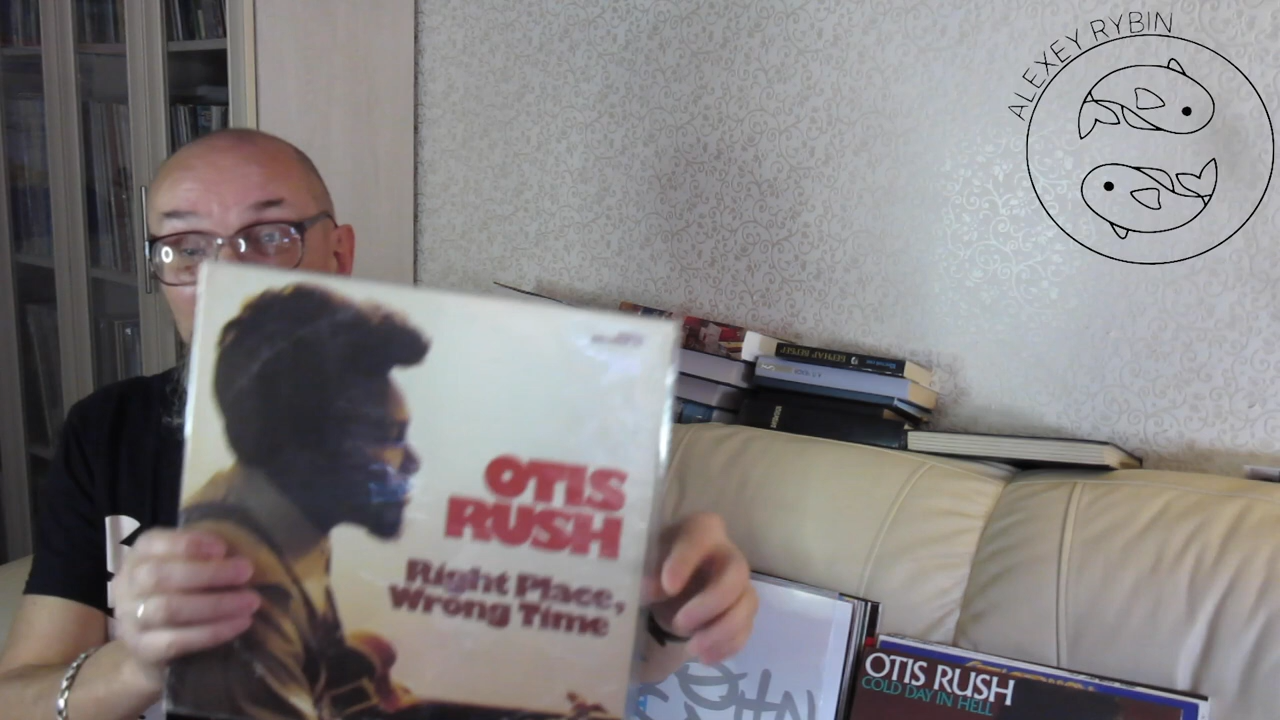 ALEXEY RYBIN
OTIS
RUSH
Right Place,
Wrong Time
OTIS RUSH
COLD DAY IN HELL